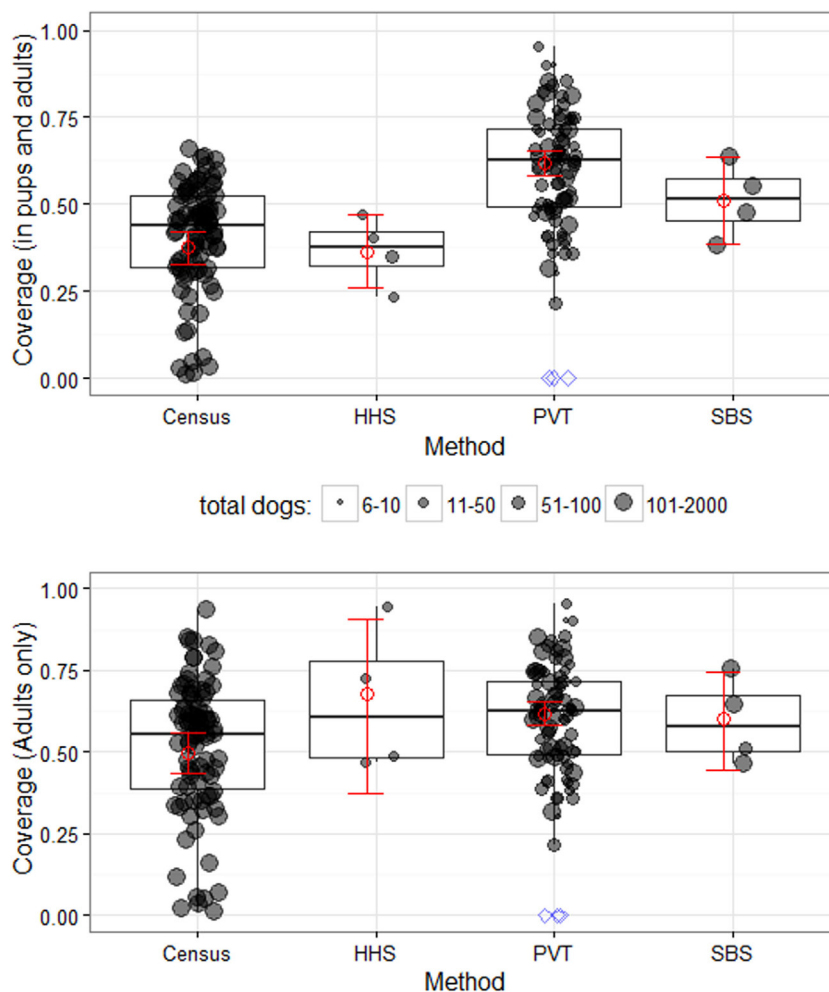 Coverage (in pups and adults)
1.00
0.75
0.50
0.25
0.00
Census HHS PVT SBS
Method
total dogs: 6-10 11-50 51-100 101-2000
Coverage (Adults only)
1.00
0.75
0.50
0.25
0.00
Census HHS PVT SBS
Method